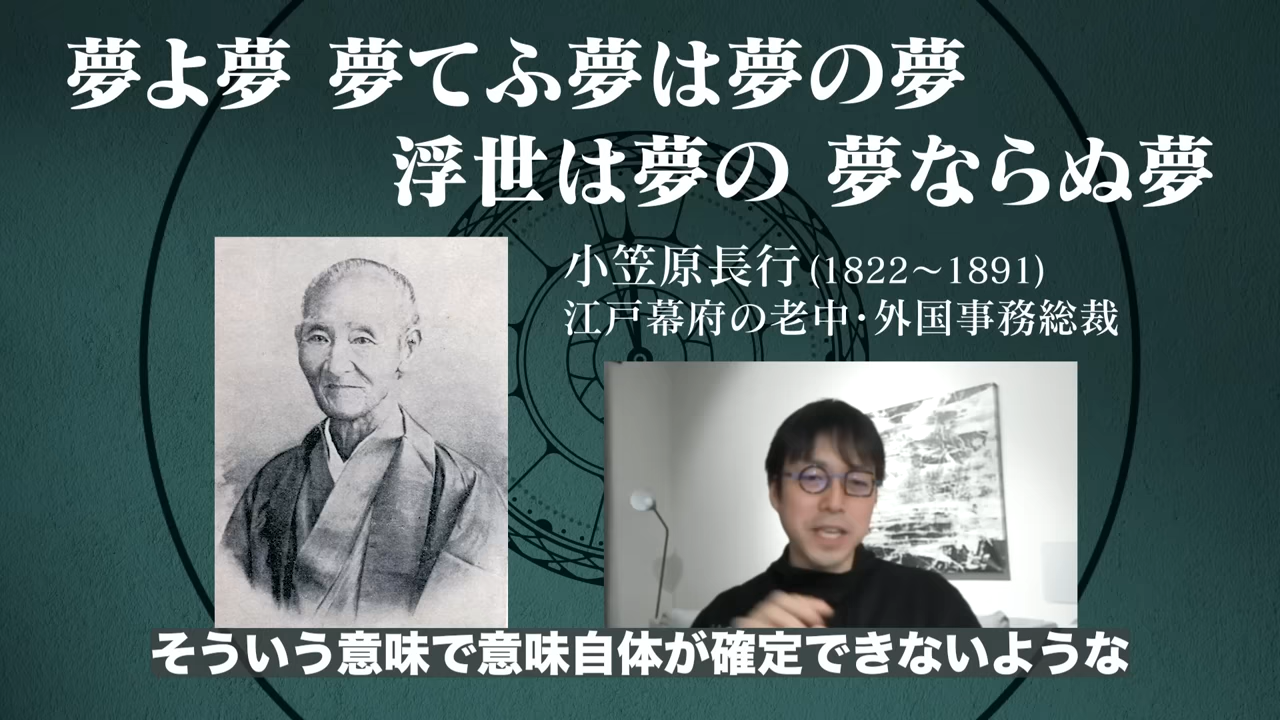 夢よ夢 夢てふ夢は夢の夢
浮世は夢の 夢ならぬ夢
小笠原長行(1822〜1891)
江戸幕府の老中・外国事務総裁
そういう意味で意味自体が確定できないような